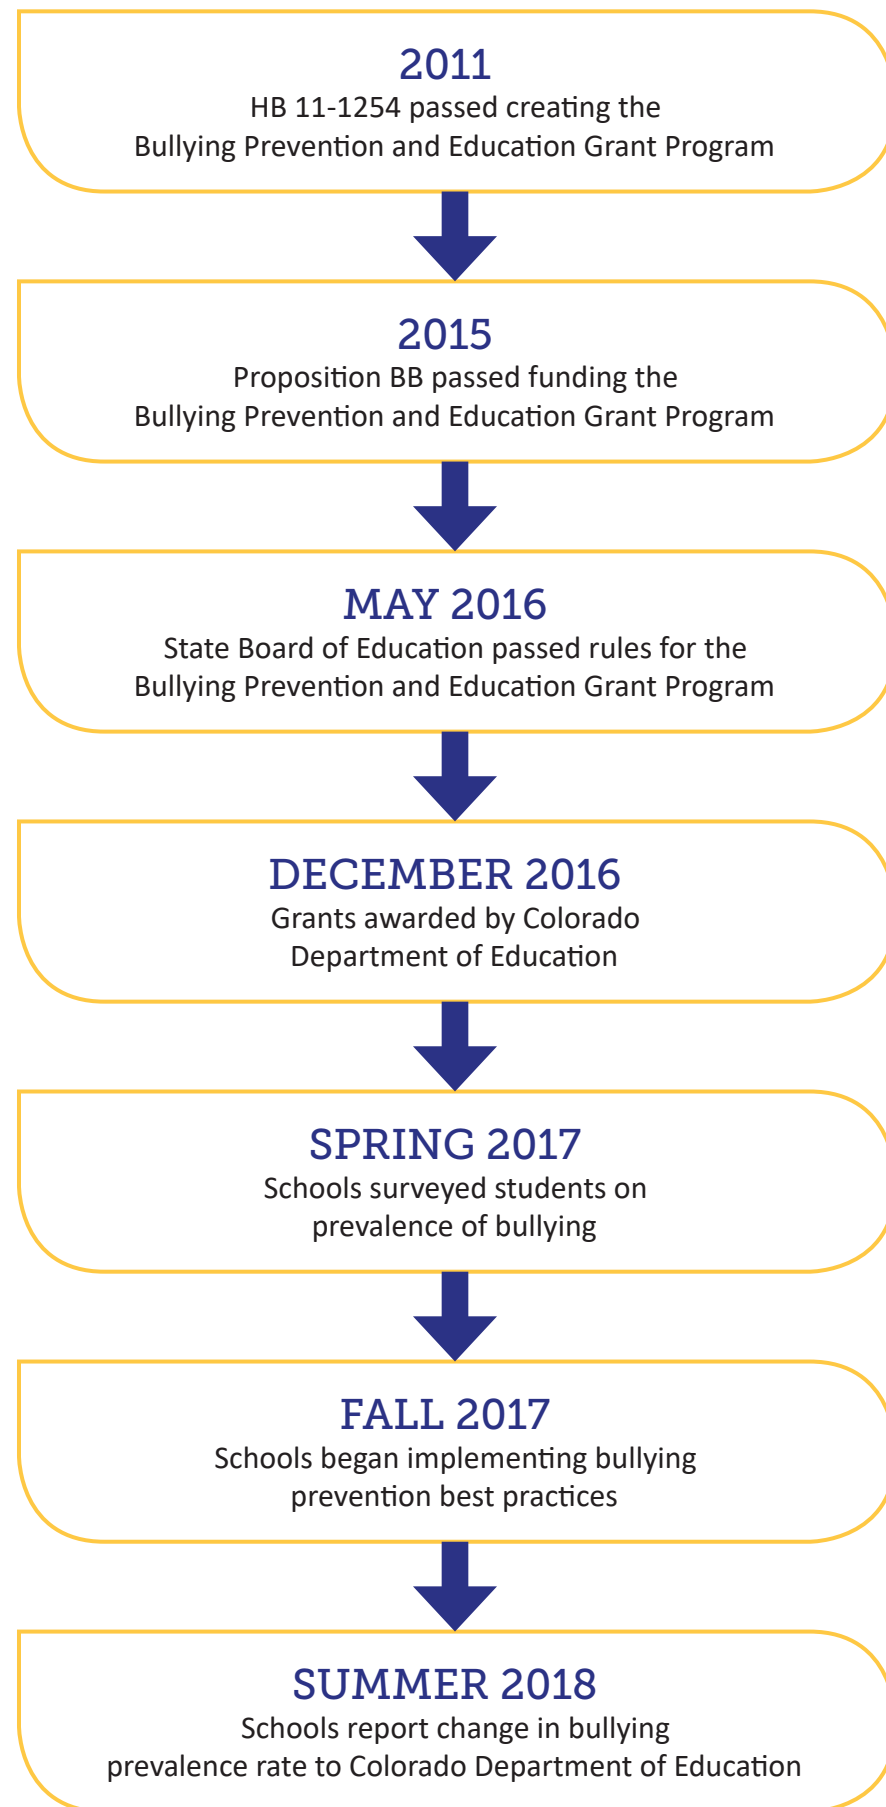 2011
HB 11-1254 passed creating the
Bullying Prevention and Education Grant Program
2015
Proposition BB passed funding the
Bullying Prevention and Education Grant Program
MAY 2016
State Board of Education passed rules for the
Bullying Prevention and Education Grant Program
DECEMBER 2016
Grants awarded by Colorado
Department of Education
SPRING 2017
Schools surveyed students on
prevalence of bullying
FALL 2017
Schools began implementing bullying
prevention best practices
SUMMER 2018
Schools report change in bullying
prevalence rate to Colorado Department of Education